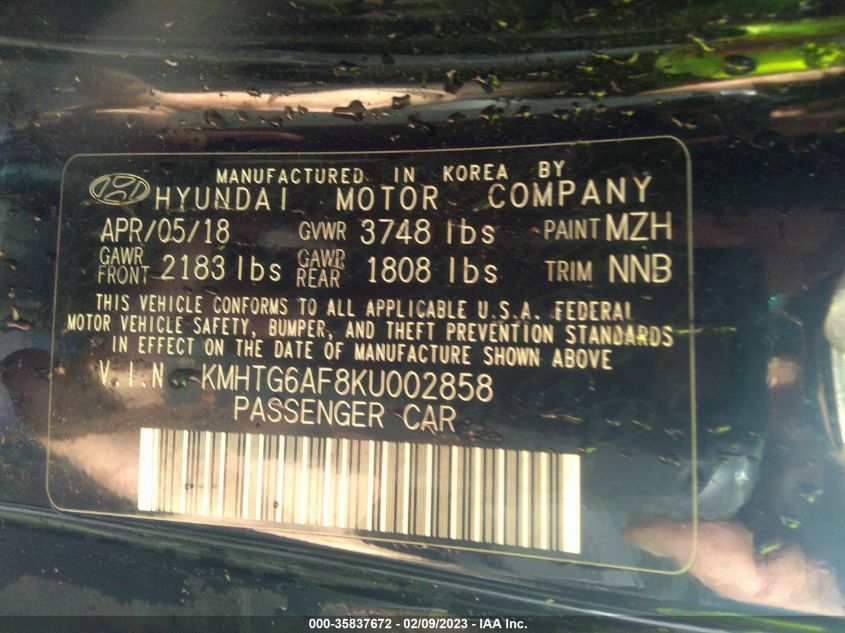 MANUFACTURED IN KOREA BY
HYUNDAI MOTOR COMPANY
APR/05/18 GVWR 3748 lbs PAINT MZH
GAWR FRONT 2183 lbs GAWR REAR 1808 lbs TRIM NNB
THIS VEHICLE CONFORMS TO ALL APPLICABLE U.S.A. FEDERAL
MOTOR VEHICLE SAFETY, BUMPER, AND THEFT PREVENTION STANDARDS
IN EFFECT ON THE DATE OF MANUFACTURE SHOWN ABOVE
V.I.N KMHTG6AF8KU002858
PASSENGER CAR
000-35837672 - 02/09/2023 - IAA Inc.